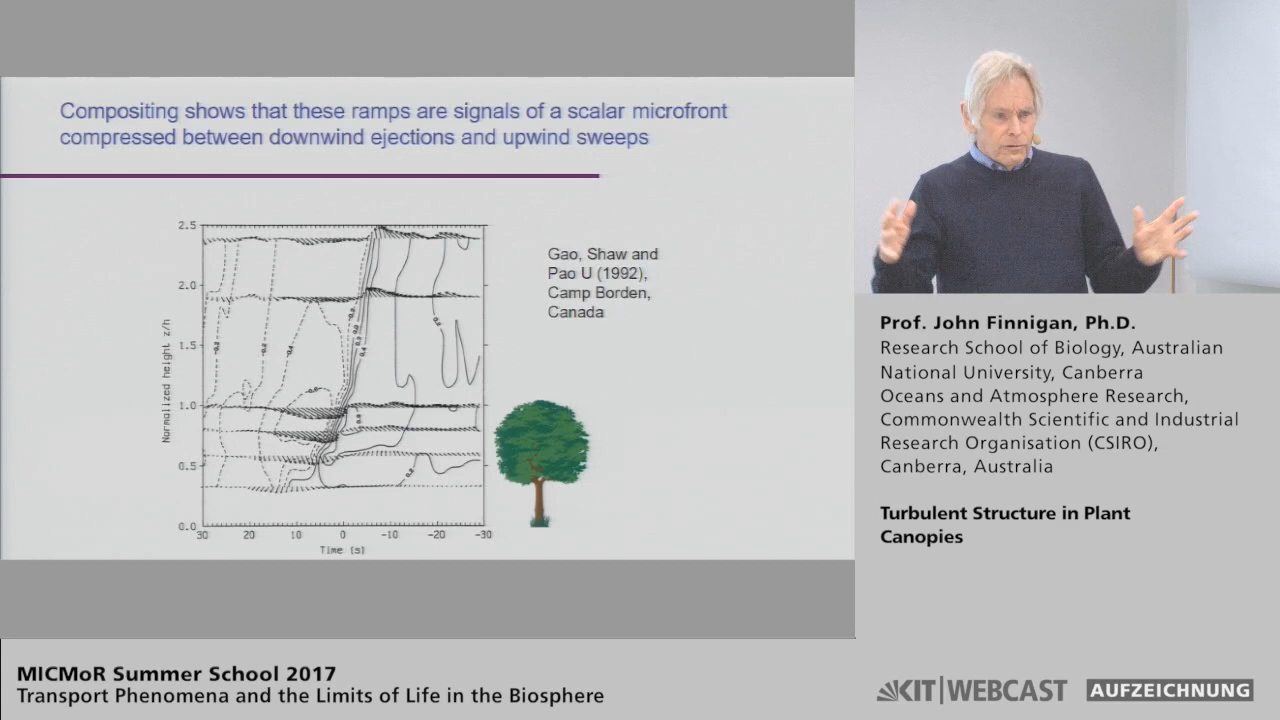 Compositing shows that these ramps are signals of a scalar microfront
compressed between downwind ejections and upwind sweeps
Gao, Shaw and
Pao U (1992),
Camp Borden,
Canada
Normalized height z/h
2.5
2.0
1.5
1.0
0.5
0.0
30 20 10 0 -10 -20 -30
Time (s)
Prof. John Finnigan, Ph.D.
Research School of Biology, Australian
National University, Canberra
Oceans and Atmosphere Research,
Commonwealth Scientific and Industrial
Research Organisation (CSIRO),
Canberra, Australia
Turbulent Structure in Plant
Canopies
MICMoR Summer School 2017
Transport Phenomena and the Limits of Life in the Biosphere
KIT|WEBCAST AUFZEICHNUNG